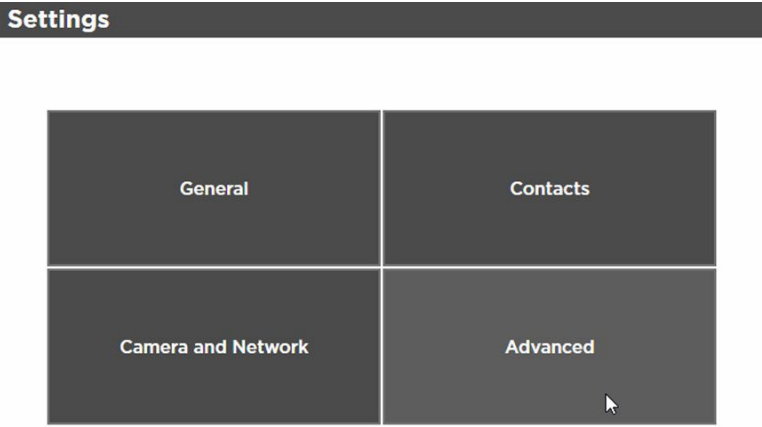 Settings
General
Contacts
Camera and Network
Advanced